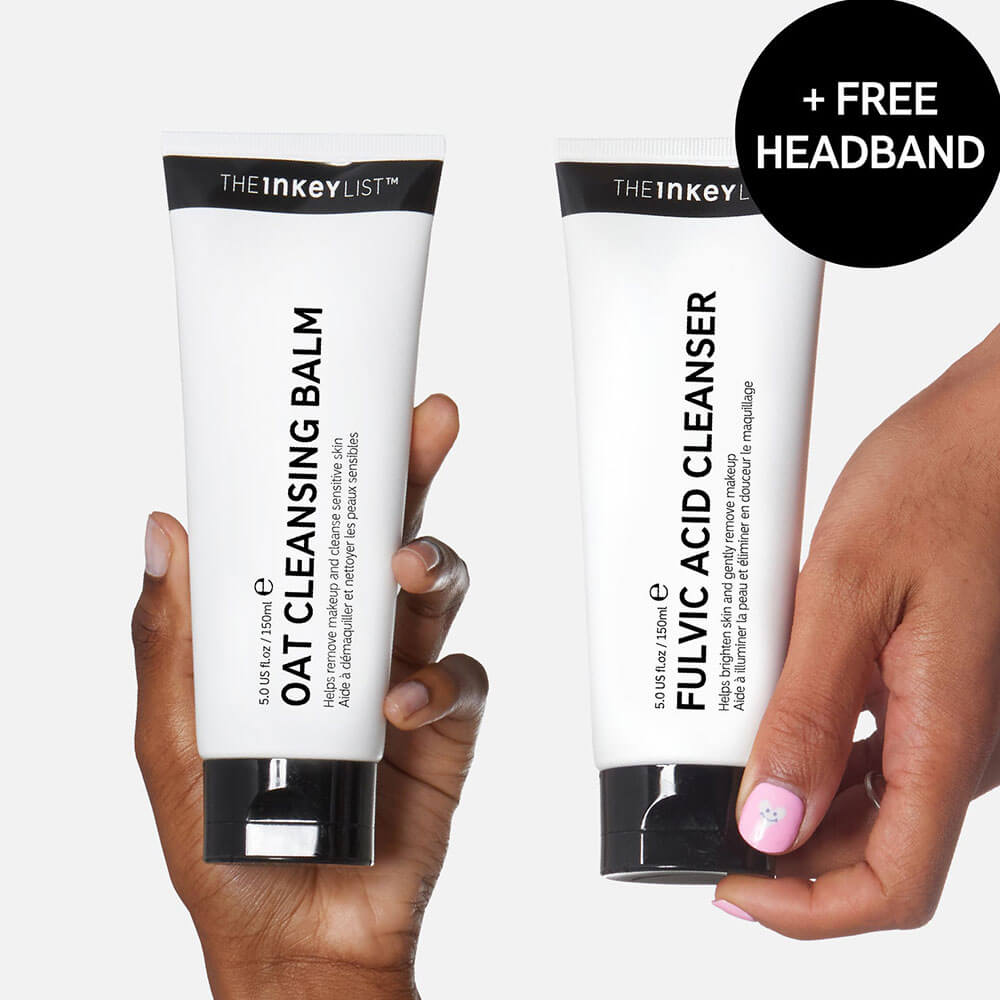 + FREE
HEADBAND
THE INKEY LIST™
OAT CLEANSING BALM
5.0 US fl.oz / 150ml ℮
Helps remove makeup and cleanse sensitive skin
Aide à démaquiller et nettoyer les peaux sensibles
THE INKEY
FULVIC ACID CLEANSER
5.0 US fl.oz / 150ml ℮
Helps brighten skin and gently remove makeup
Aide à illuminer la peau et éliminer en douceur le maquillage